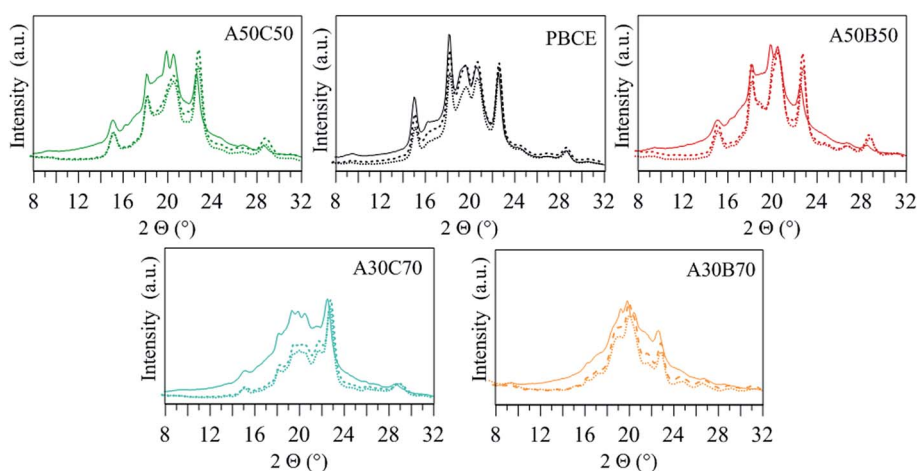 A50C50
Intensity (a.u.)
8 12 16 20 24 28 32
2 Θ (°)
PBCE
Intensity (a.u.)
8 12 16 20 24 28 32
2 Θ (°)
A50B50
Intensity (a.u.)
8 12 16 20 24 28 32
2 Θ (°)
A30C70
Intensity (a.u.)
8 12 16 20 24 28 32
2 Θ (°)
A30B70
Intensity (a.u.)
8 12 16 20 24 28 32
2 Θ (°)